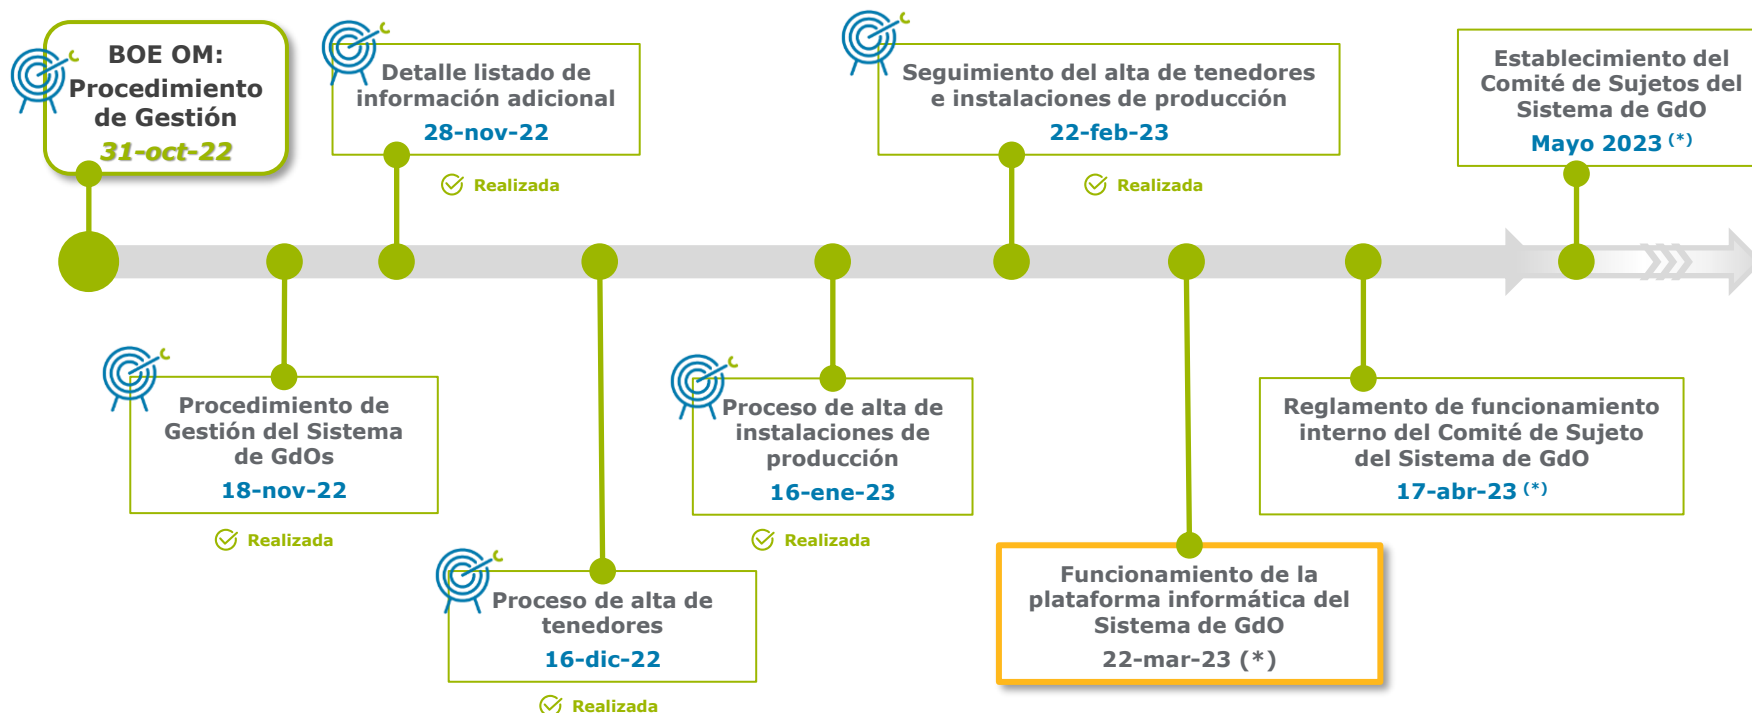 BOE OM:
Procedimiento
de Gestión
31-oct-22
Detalle listado de
información adicional
28-nov-22
Realizada
Seguimiento del alta de tenedores
e instalaciones de producción
22-feb-23
Realizada
Establecimiento del
Comité de Sujetos del
Sistema de GdO
Mayo 2023 (*)
Procedimiento de
Gestión del Sistema
de GdOs
18-nov-22
Realizada
Proceso de alta de
tenedores
16-dic-22
Realizada
Proceso de alta de
instalaciones de
producción
16-ene-23
Realizada
Funcionamiento de la
plataforma informática del
Sistema de GdO
22-mar-23 (*)
Reglamento de funcionamiento
interno del Comité de Sujeto
del Sistema de GdO
17-abr-23 (*)